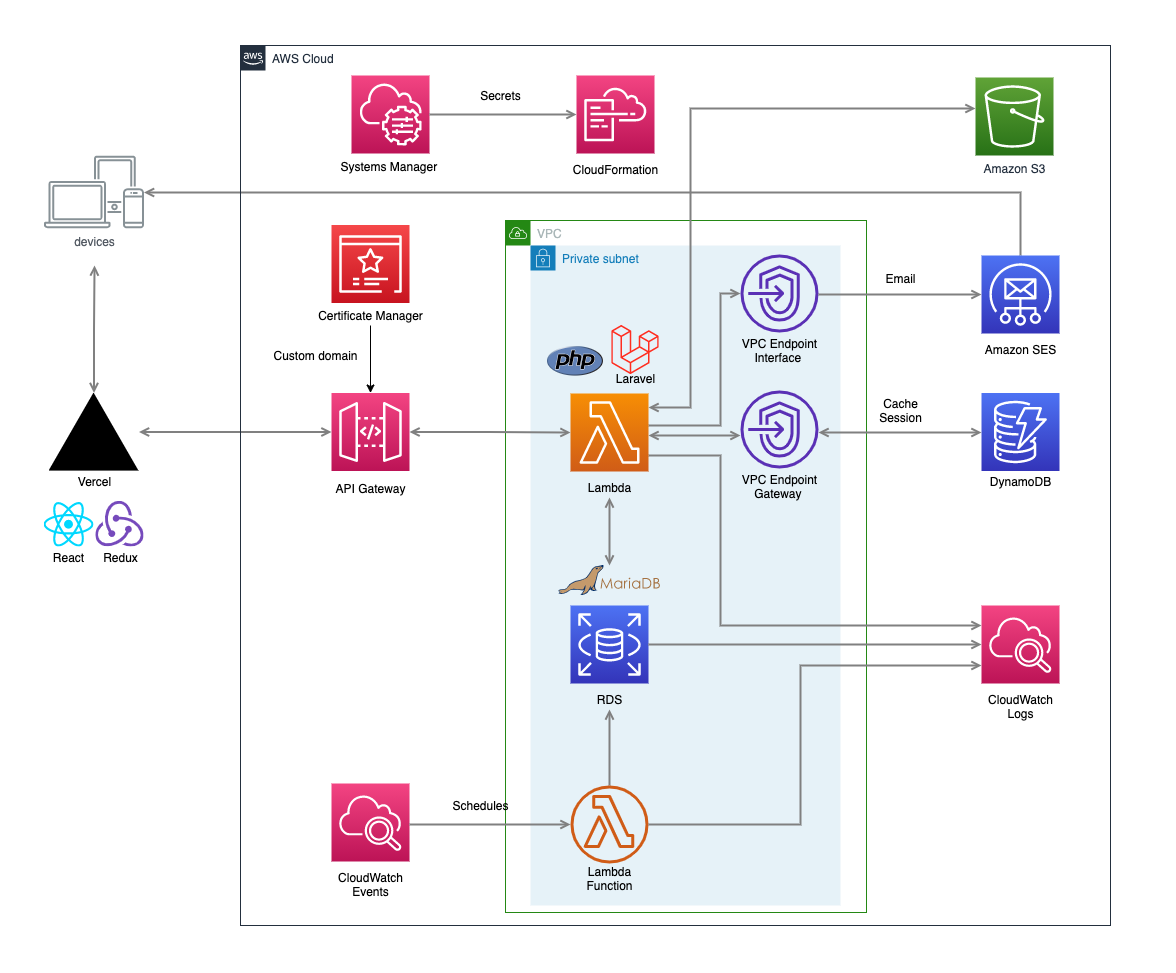 aws
AWS Cloud
Secrets
Systems Manager
CloudFormation
Amazon S3
devices
VPC
Private subnet
Certificate Manager
Email
VPC Endpoint
Interface
Amazon SES
Custom domain
php
Laravel
</>
Cache
Session
Vercel
API Gateway
Lambda
VPC Endpoint
Gateway
DynamoDB
React
Redux
MariaDB
RDS
CloudWatch
Logs
Schedules
CloudWatch
Events
Lambda
Function